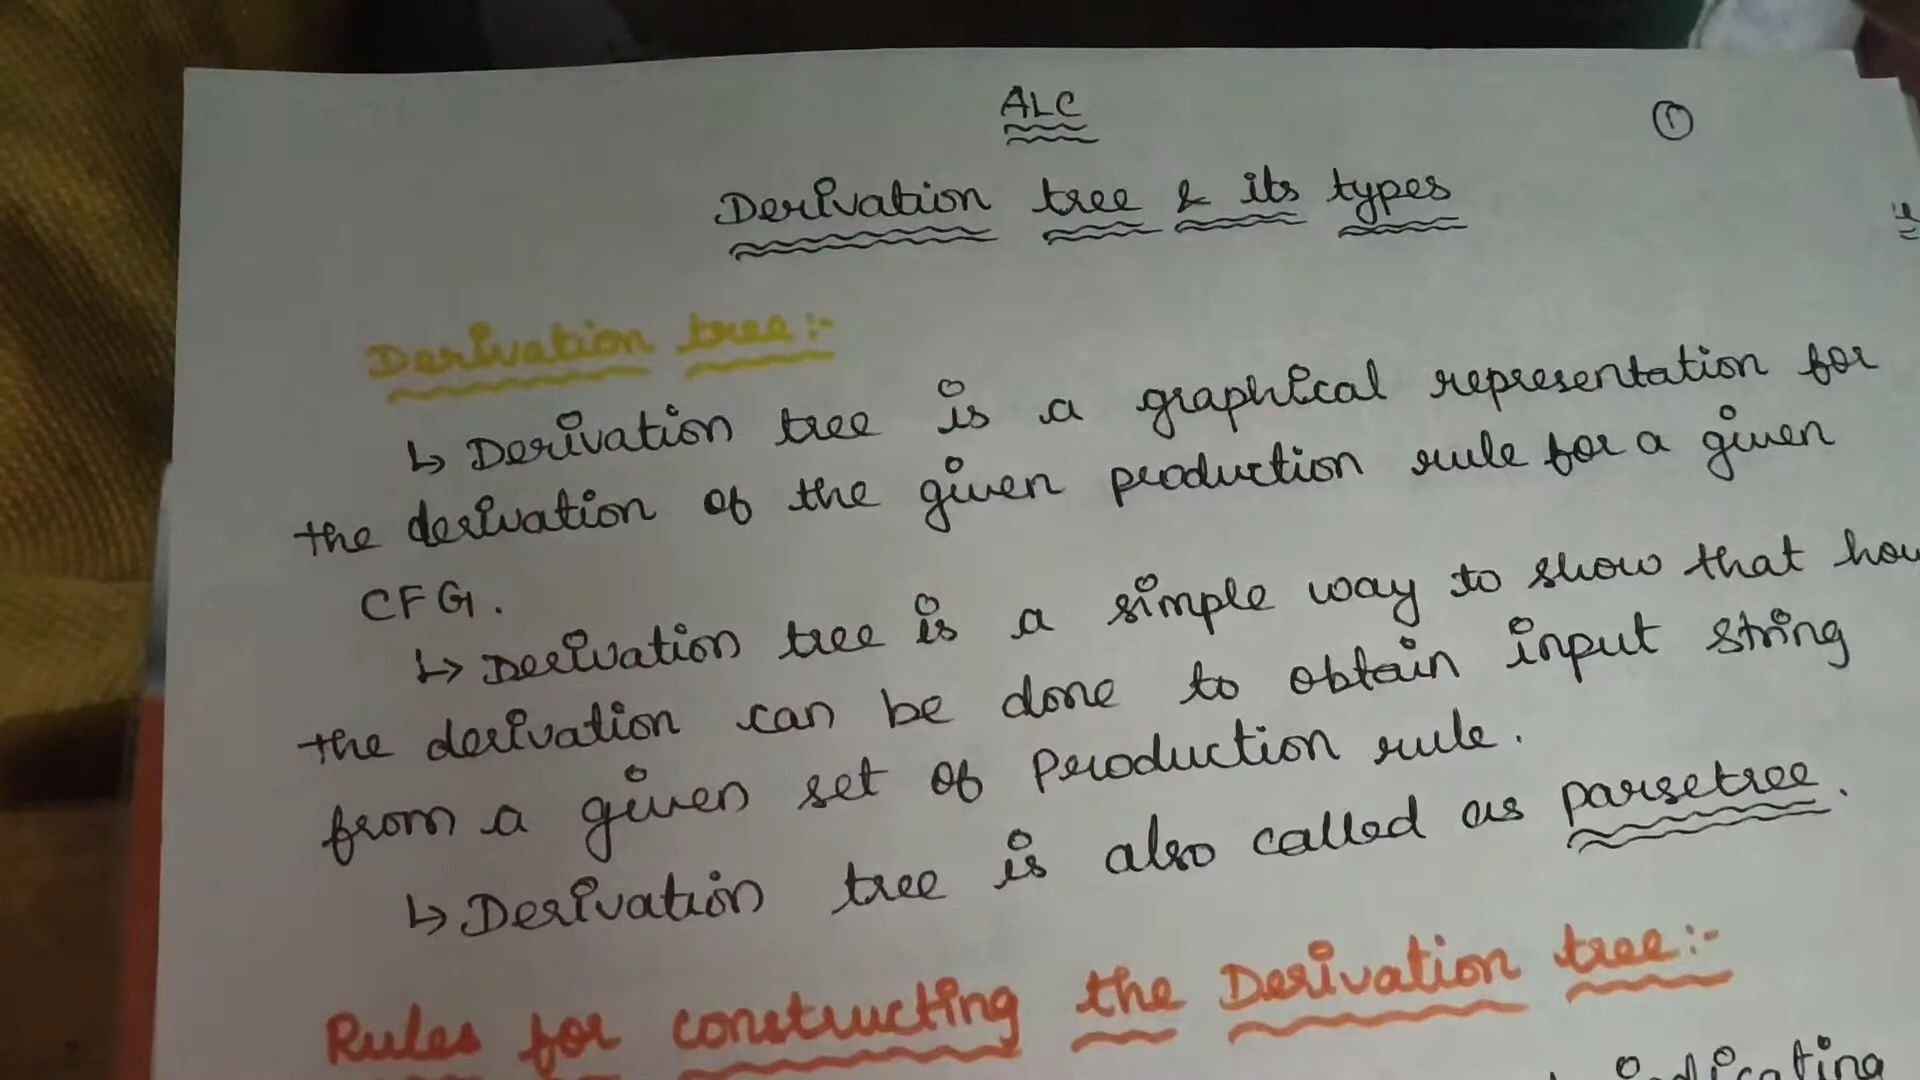 ALC
1
Derivation tree & its types
Derivation tree:-
↳ Derivation tree is a graphical representation for
the derivation of the given production rule for a given
CFG.
↳ Derivation tree is a simple way to show that how
the derivation can be done to obtain input string
from a given set of production rule.
↳ Derivation tree is also called as parsetree.
Rules for constructing the Derivation tree:-
indicating